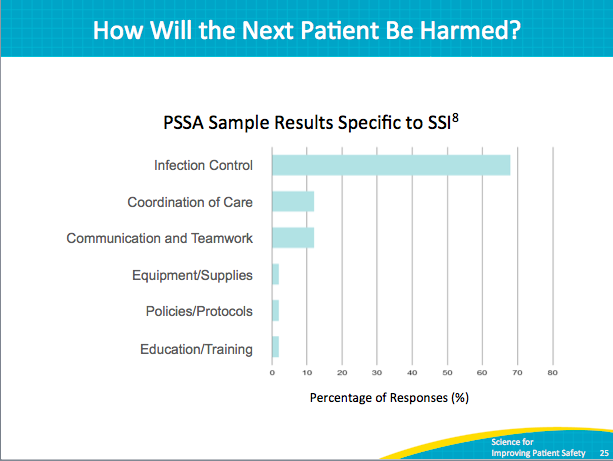 How Will the Next Patient Be Harmed?
PSSA Sample Results Specific to SSI8
Infection Control
Coordination of Care
Communication and Teamwork
Equipment/Supplies
Policies/Protocols
Education/Training
0 10 20 30 40 50 60 70 80
Percentage of Responses (%)
Science for
Improving Patient Safety 25